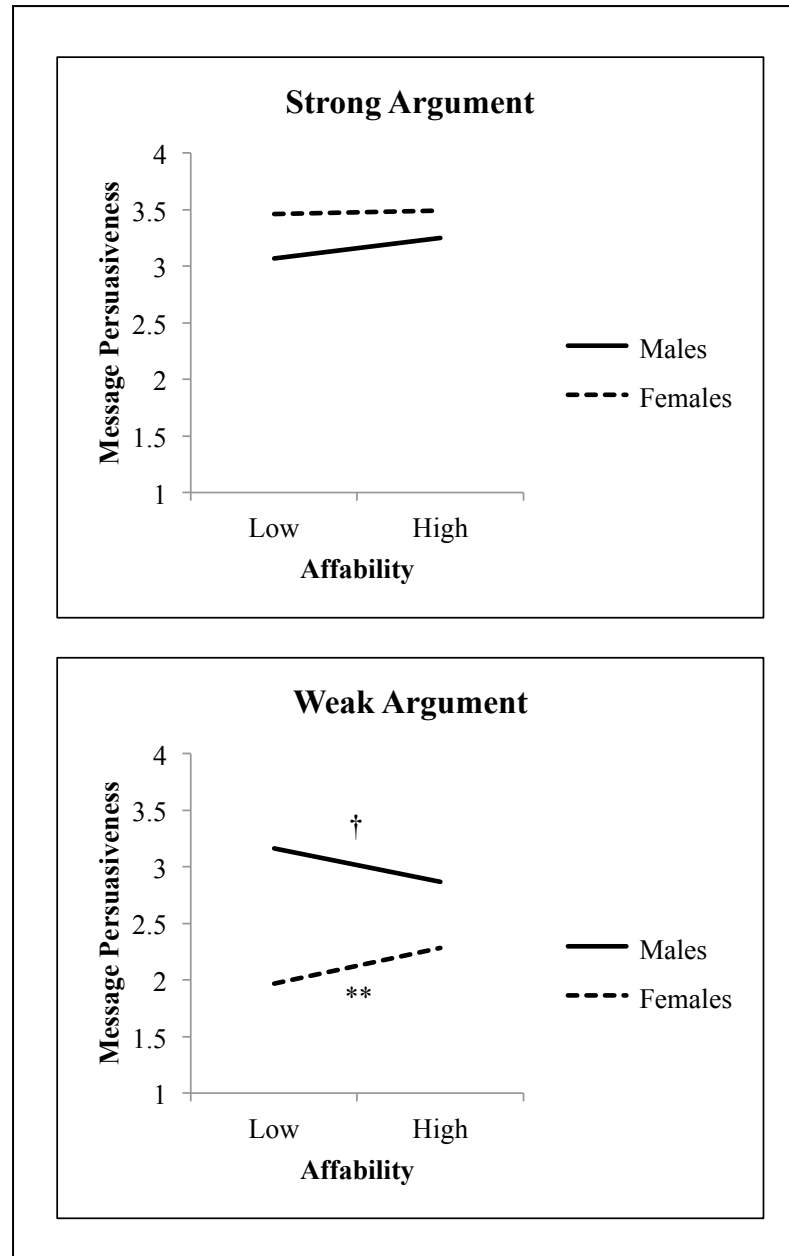 Strong Argument
4
3.5
3
2.5
2
1.5
1
Message Persuasiveness
Low High
Affability
Males
Females
Weak Argument
4
3.5
3
2.5
2
1.5
1
Message Persuasiveness
†
**
Low High
Affability
Males
Females